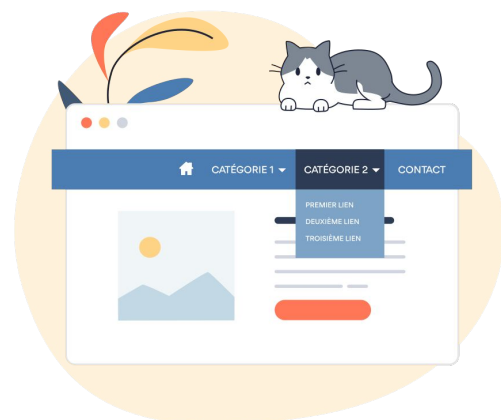 CATÉGORIE 1
CATÉGORIE 2
CONTACT
PREMIER LIEN
DEUXIÈME LIEN
TROISIÈME LIEN